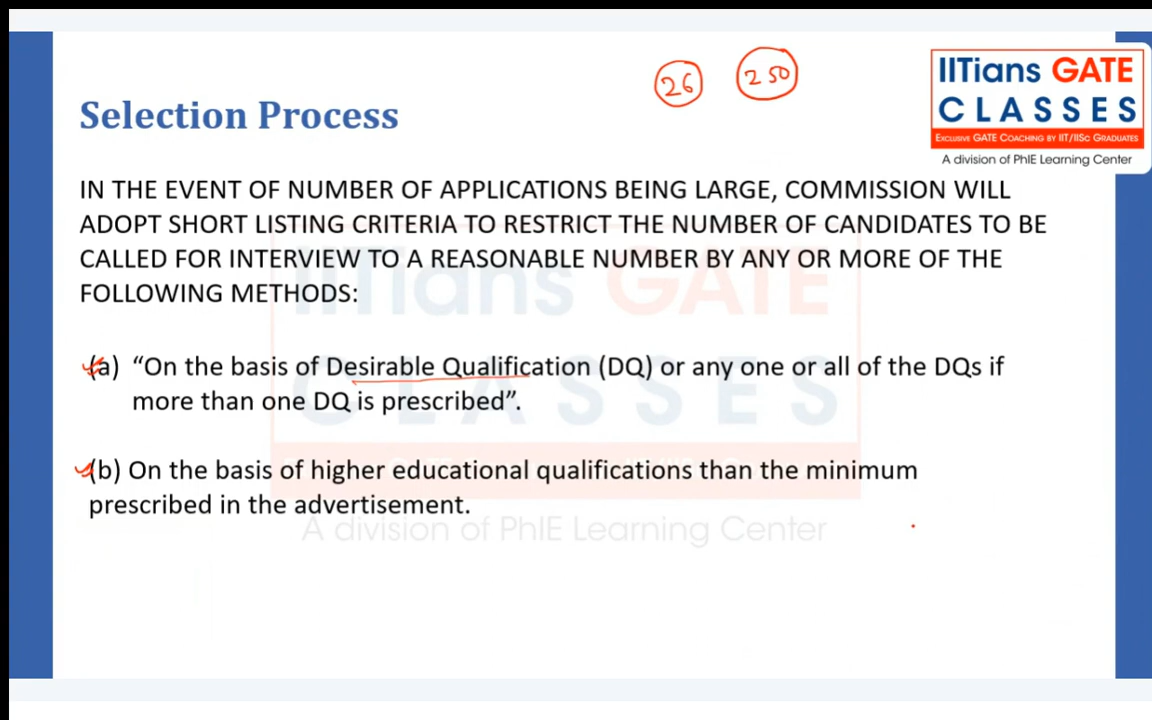 26 250
IITians GATE
CLASSES
EXCLUSIVE GATE COACHING BY IIT/IISc GRADUATES
A division of PhIE Learning Center
Selection Process
IN THE EVENT OF NUMBER OF APPLICATIONS BEING LARGE, COMMISSION WILL
ADOPT SHORT LISTING CRITERIA TO RESTRICT THE NUMBER OF CANDIDATES TO BE
CALLED FOR INTERVIEW TO A REASONABLE NUMBER BY ANY OR MORE OF THE
FOLLOWING METHODS:
(a) “On the basis of Desirable Qualification (DQ) or any one or all of the DQs if
more than one DQ is prescribed”.
(b) On the basis of higher educational qualifications than the minimum
prescribed in the advertisement.
IITians GATE
CLASSES
A division of PhIE Learning Center